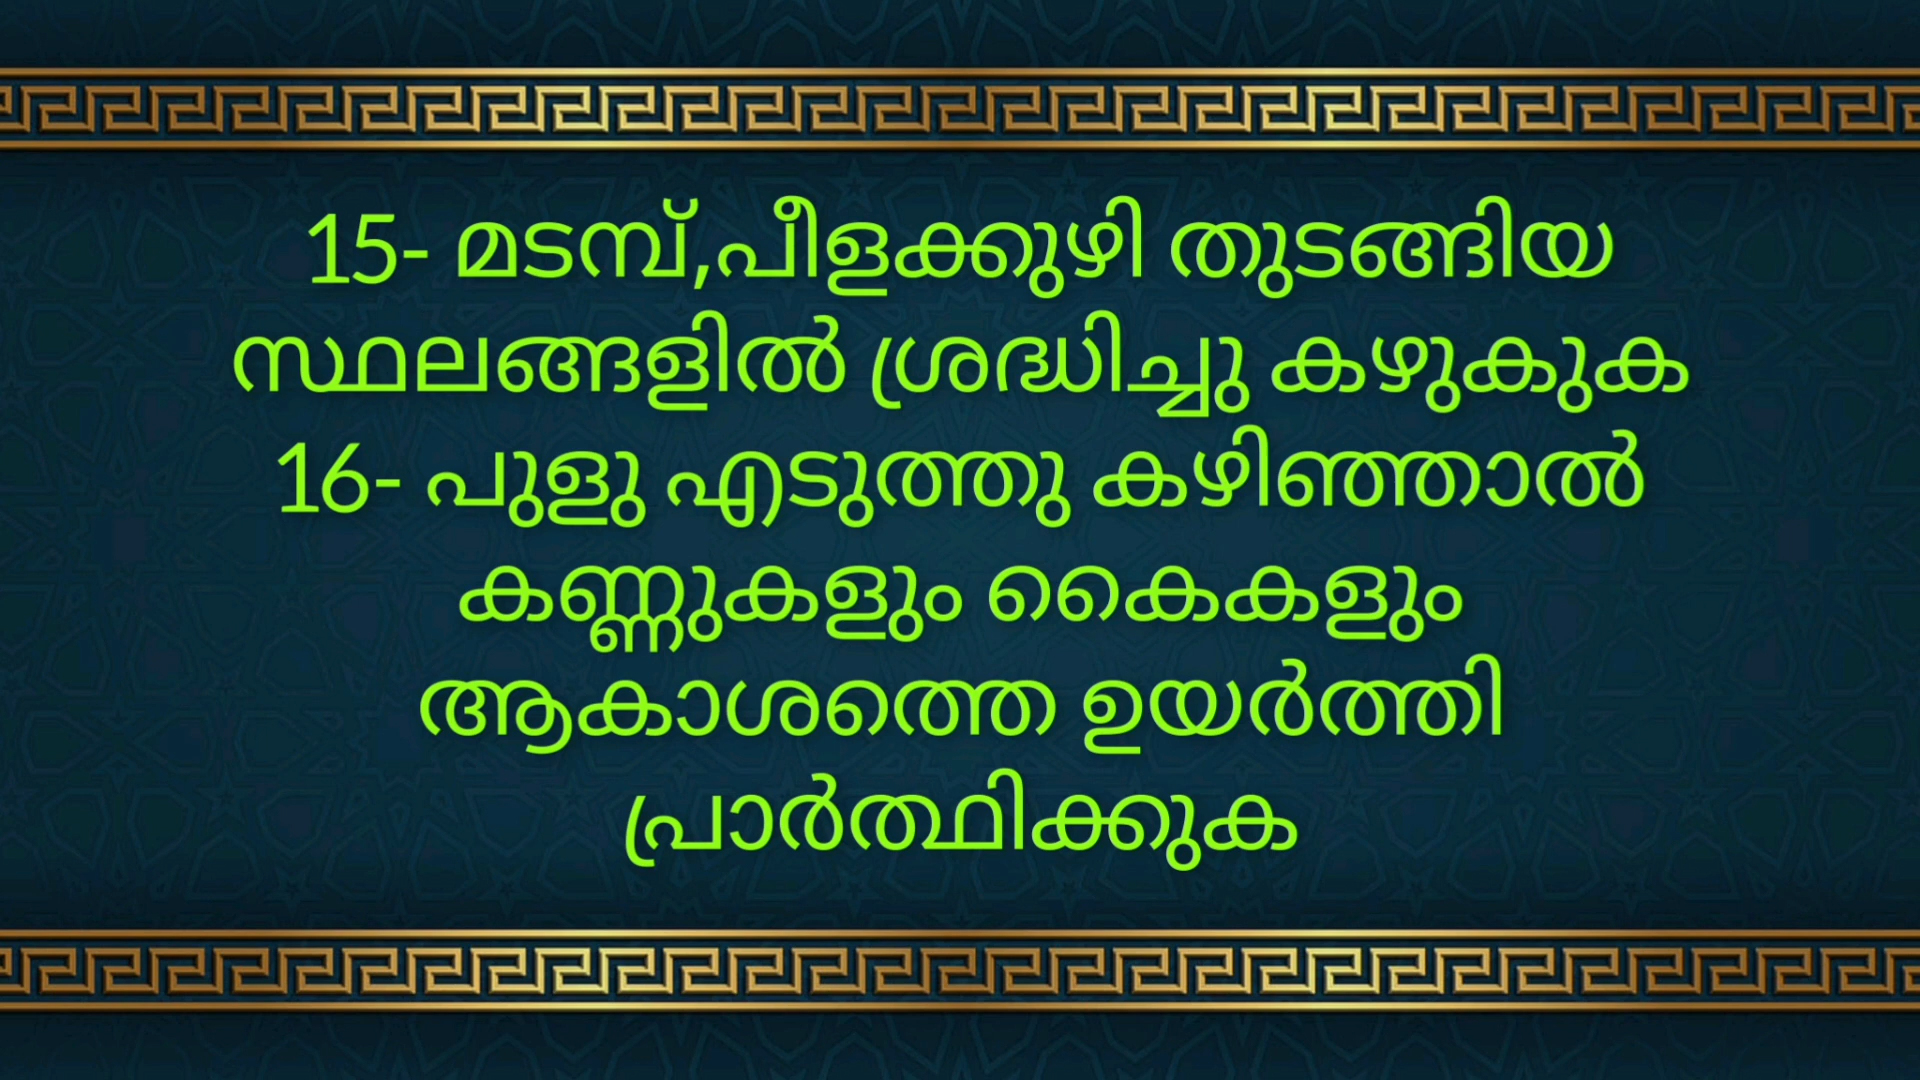 15- മടമ്പ്,പീളക്കുഴി തുടങ്ങിയ
സ്ഥലങ്ങളിൽ ശ്രദ്ധിച്ചു കഴുകുക
16- പുളു എടുത്തു കഴിഞ്ഞാൽ
കണ്ണുകളും കൈകളും
ആകാശത്തെ ഉയർത്തി
പ്രാർത്ഥിക്കുക